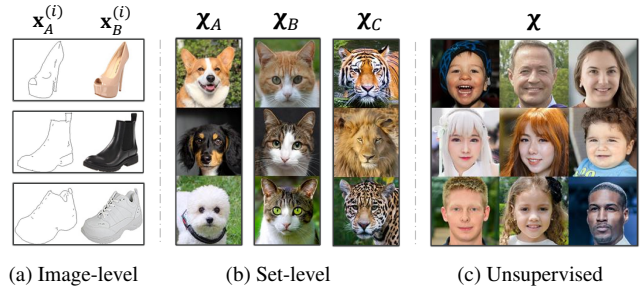 x_A^{(i)} x_B^{(i)} χ_A χ_B χ_C χ
(a) Image-level (b) Set-level (c) Unsupervised